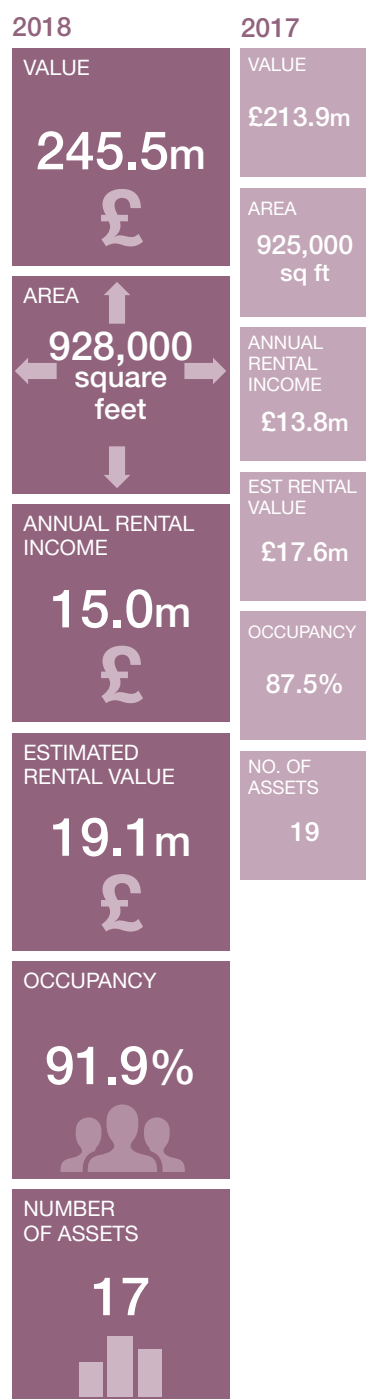 2018
VALUE
245.5m
£
AREA
928,000
square
feet
ANNUAL RENTAL
INCOME
15.0m
£
ESTIMATED
RENTAL VALUE
19.1m
£
OCCUPANCY
91.9%
NUMBER
OF ASSETS
17
2017
VALUE
£213.9m
AREA
925,000
sq ft
ANNUAL
RENTAL
INCOME
£13.8m
EST RENTAL
VALUE
£17.6m
OCCUPANCY
87.5%
NO. OF
ASSETS
19